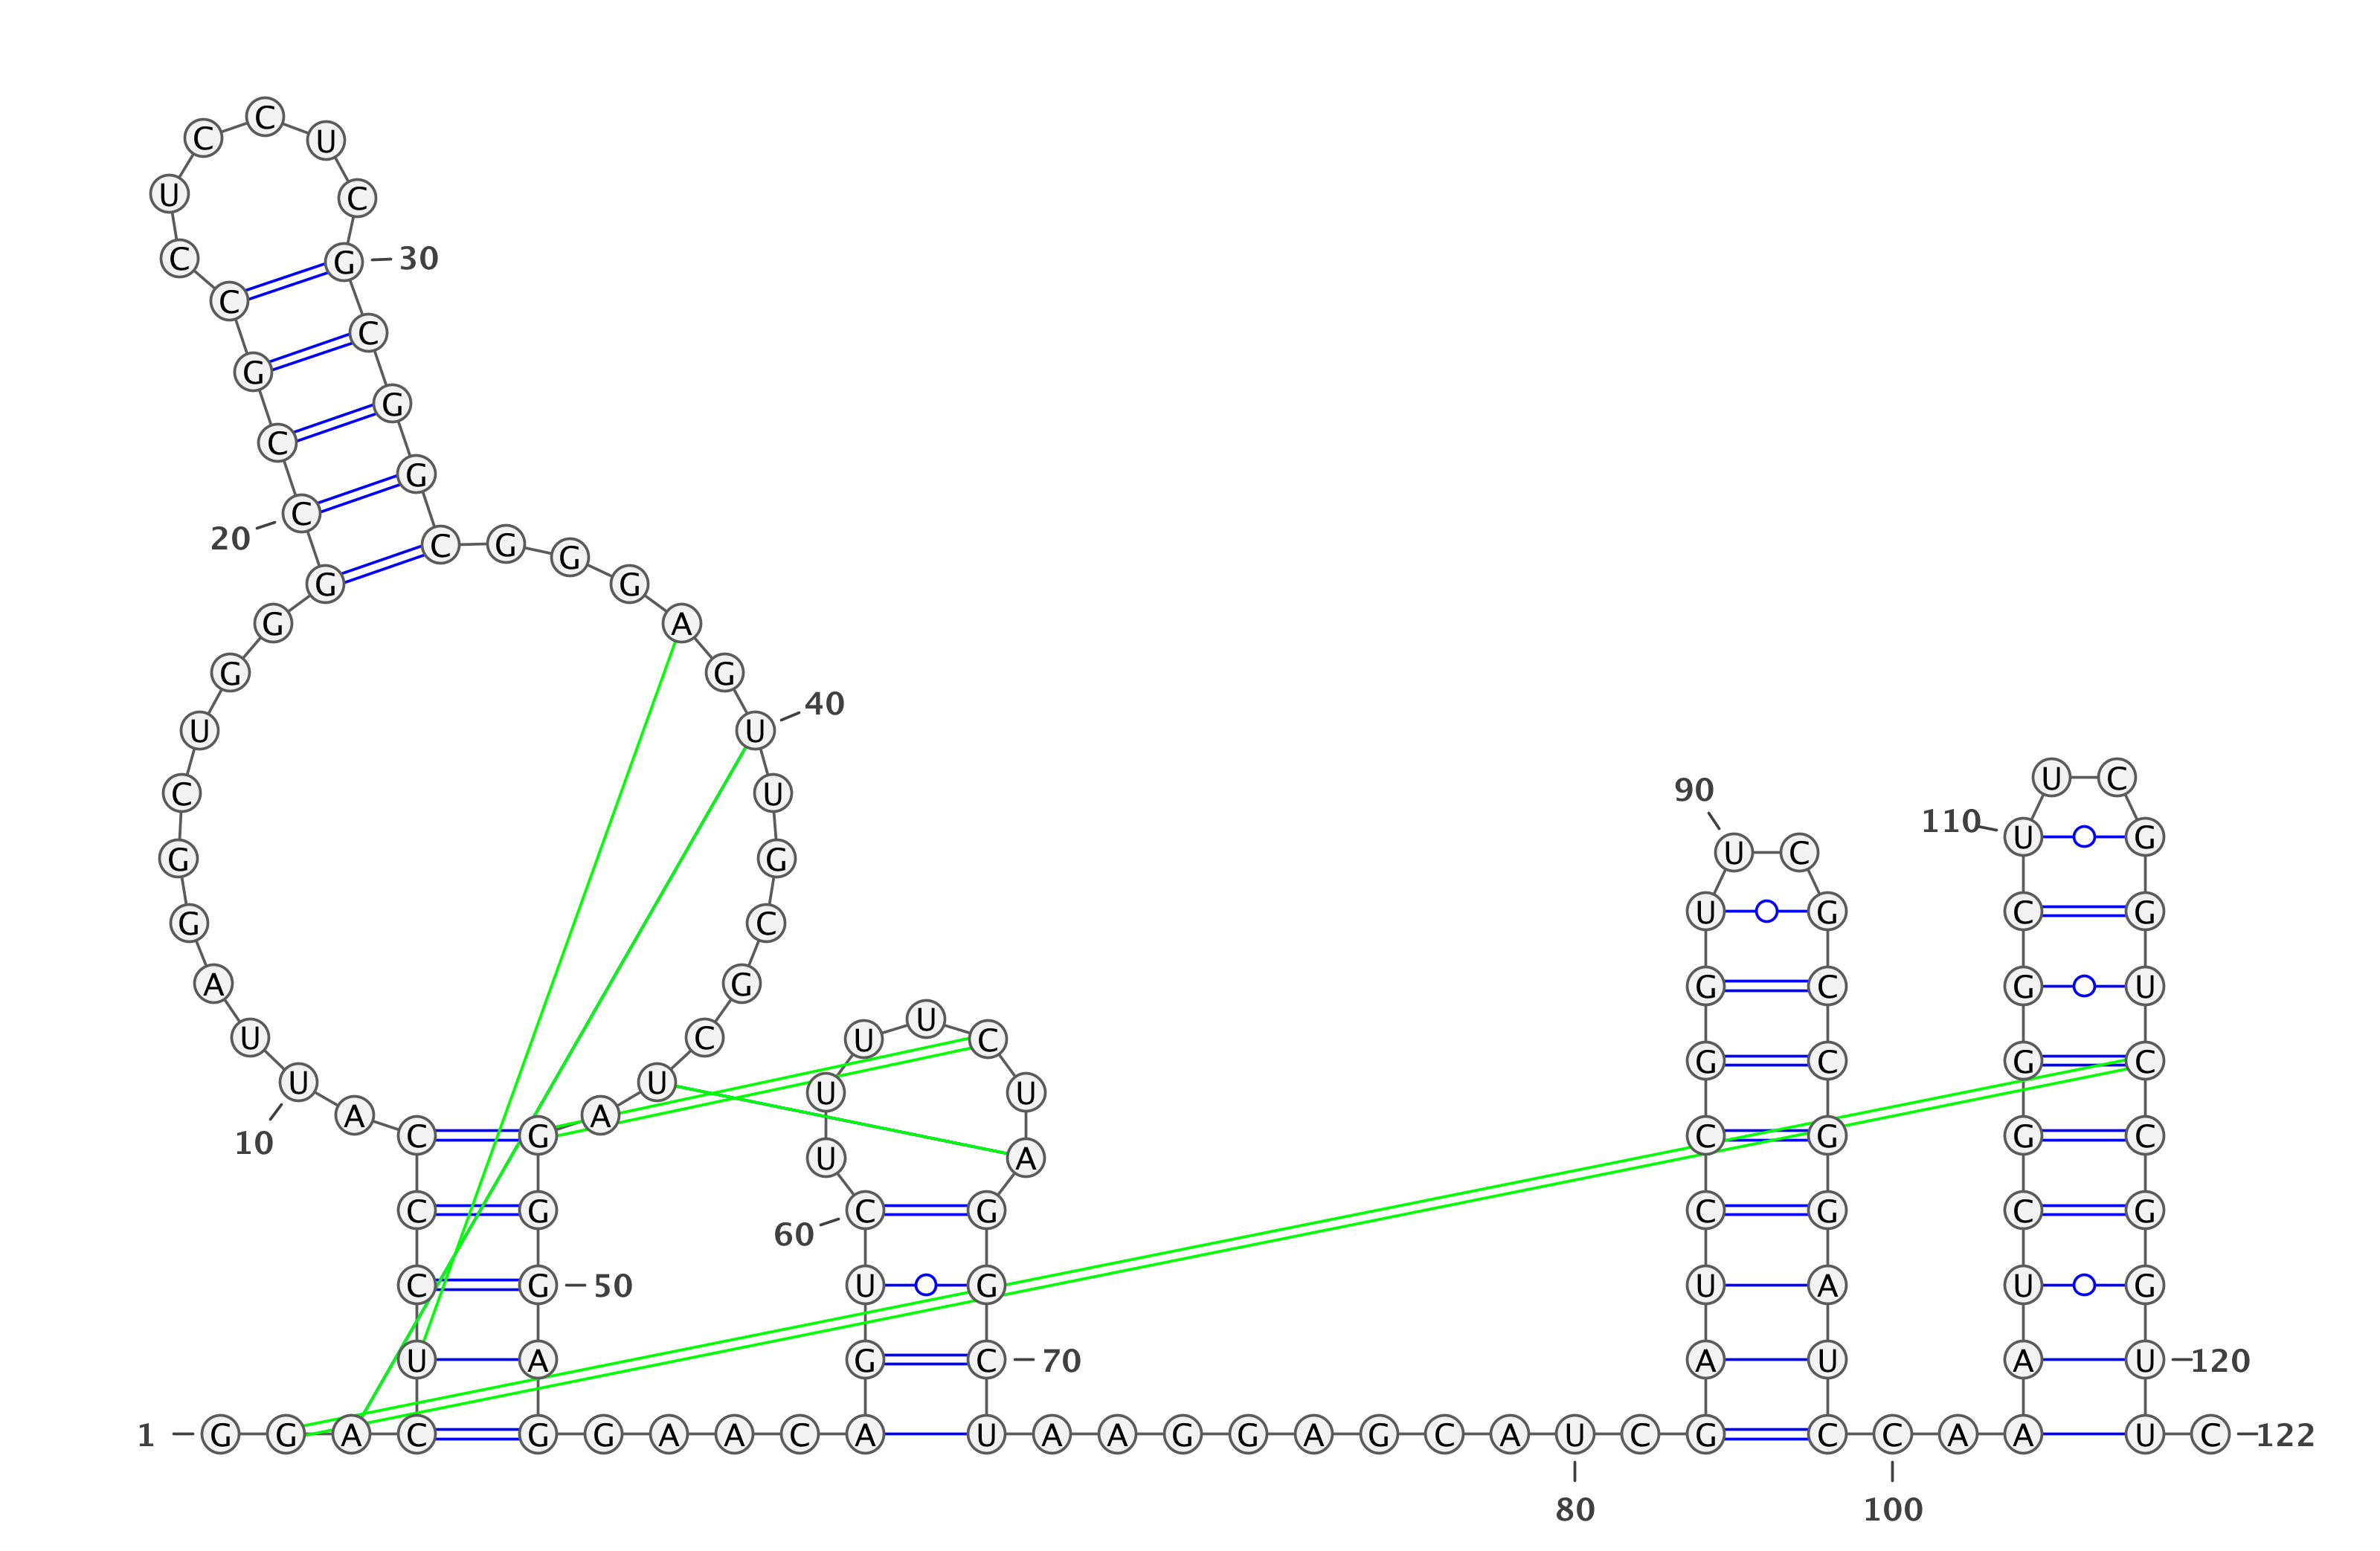 C
C U
U C
C G 30
C
C
G
G
C
G
C
20 C G G
G G
G A
G G
40
U U
U C
90
C U
110
U G
U C
G G
U G C G
G C
A G G C G U
U
U C U C
G C G C
U U
U U
A A
C G C G G C
10
U A
C G C G C G C G
60
C G 50 U G U A U G
U A G C 70 A U A U 120
1 G G A C G G A A C A U A A G G A G C A U C G C C A A U C 122
80 100